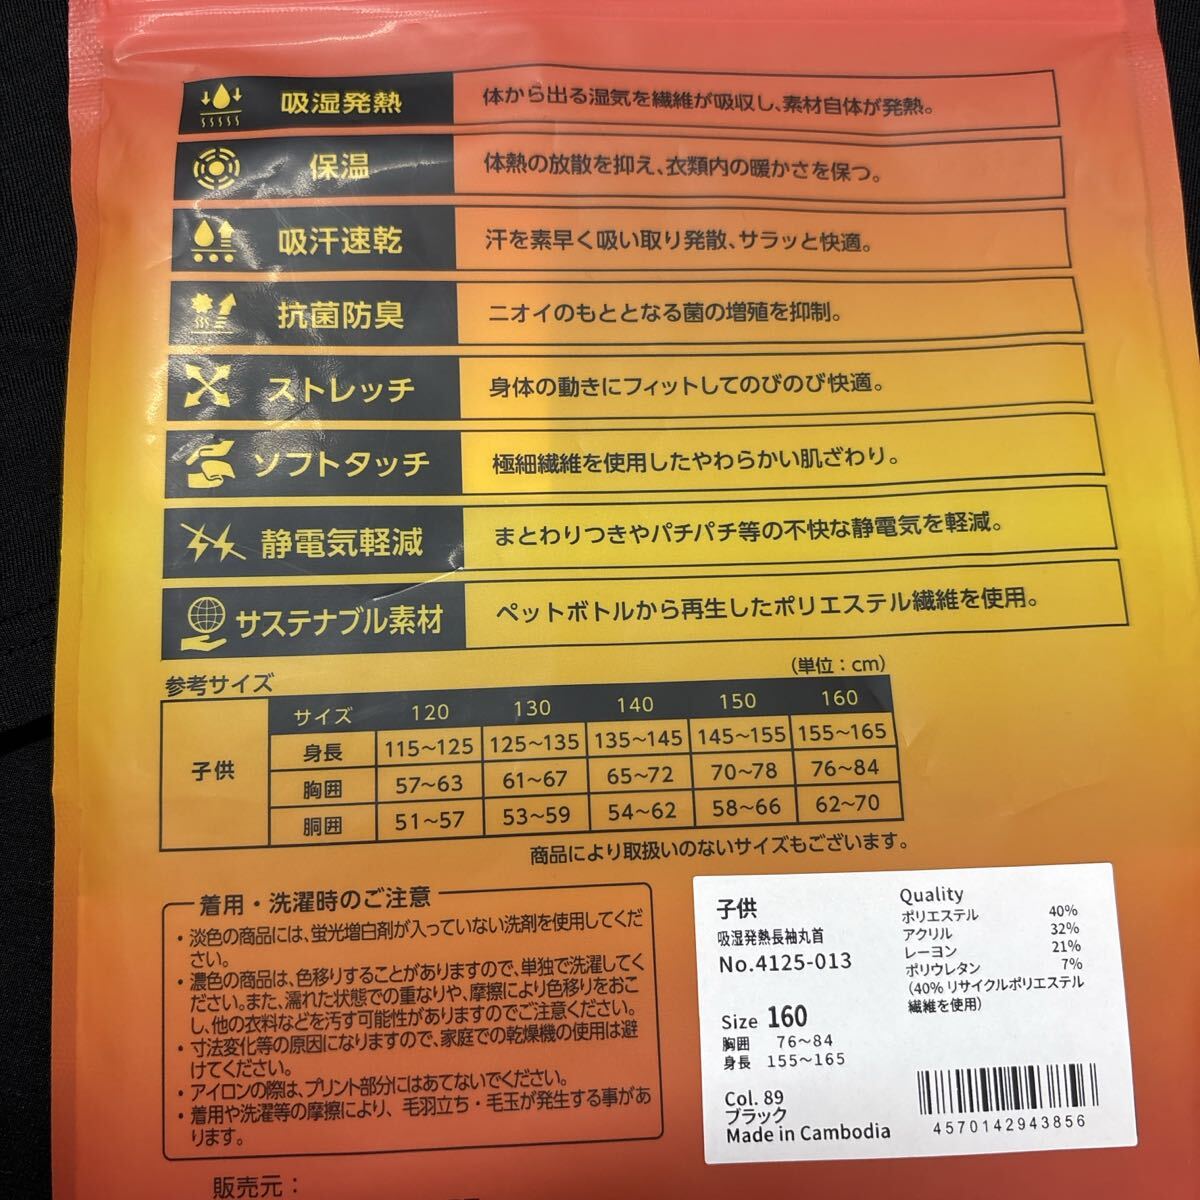 吸湿発熱 体から出る湿気を繊維が吸収し、素材自体が発熱。
保温 体熱の放散を抑え、衣類内の暖かさを保つ。
吸汗速乾 汗を素早く吸い取り発散、サラッと快適。
抗菌防臭 ニオイのもととなる菌の増殖を抑制。
ストレッチ 身体の動きにフィットしてのびのび快適。
ソフトタッチ 極細繊維を使用したやわらかい肌ざわり。
静電気軽減 まとわりつきやパチパチ等の不快な静電気を軽減。
サステナブル素材 ペットボトルから再生したポリエステル繊維を使用。
参考サイズ (単位：cm)
子供
サイズ 120 130 140 150 160
身長 115～125 125～135 135～145 145～155 155～165
胸囲 57～63 61～67 65～72 70～78 76～84
胴囲 51～57 53～59 54～62 58～66 62～70
商品により取扱いのないサイズもございます。
着用・洗濯時のご注意
・淡色の商品には、蛍光増白剤が入っていない洗剤を使用してくだ
さい。
・濃色の商品は、色移りすることがありますので、単独で洗濯してく
ださい。また、濡れた状態での重なりや、摩擦により色移りをおこ
し、他の衣料などを汚す可能性がありますのでご注意ください。
・寸法変化等の原因になりますので、家庭での乾燥機の使用は避
けてください。
・アイロンの際は、プリント部分にはあてないでください。
・着用や洗濯等の摩擦により、毛羽立ち・毛玉が発生する事があ
ります。
販売元：
子供
吸湿発熱長袖丸首
No.4125-013
Size 160
胸囲 76～84
身長 155～165
Col. 89
ブラック
Made in Cambodia
Quality
ポリエステル 40%
アクリル 32%
レーヨン 21%
ポリウレタン 7%
(40% リサイクルポリエステル
繊維を使用)
4570142943856